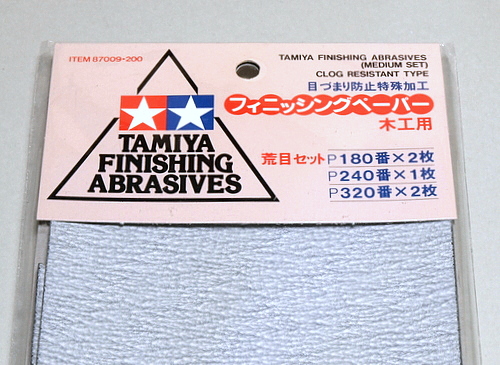 ITEM 87009-200
TAMIYA
FINISHING
ABRASIVES
TAMIYA FINISHING ABRASIVES
(MEDIUM SET)
CLOG RESISTANT TYPE
目づまり防止特殊加工
フィニッシングペーパー
木工用
荒目セット P180番×2枚
P240番×1枚
P320番×2枚